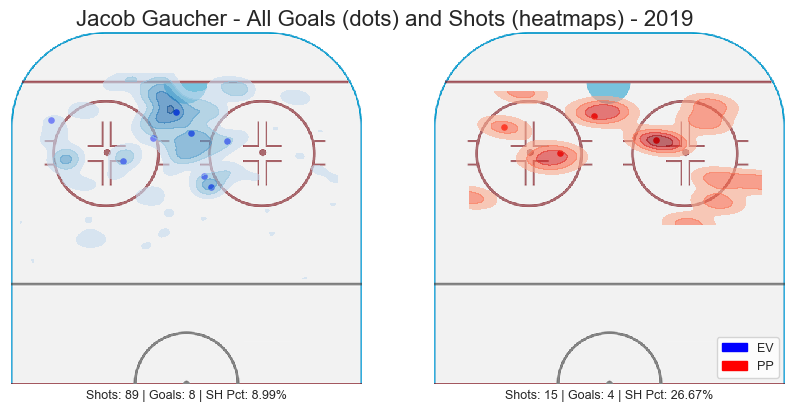 Jacob Gaucher - All Goals (dots) and Shots (heatmaps) - 2019
EV
PP
Shots: 89 | Goals: 8 | SH Pct: 8.99%
Shots: 15 | Goals: 4 | SH Pct: 26.67%